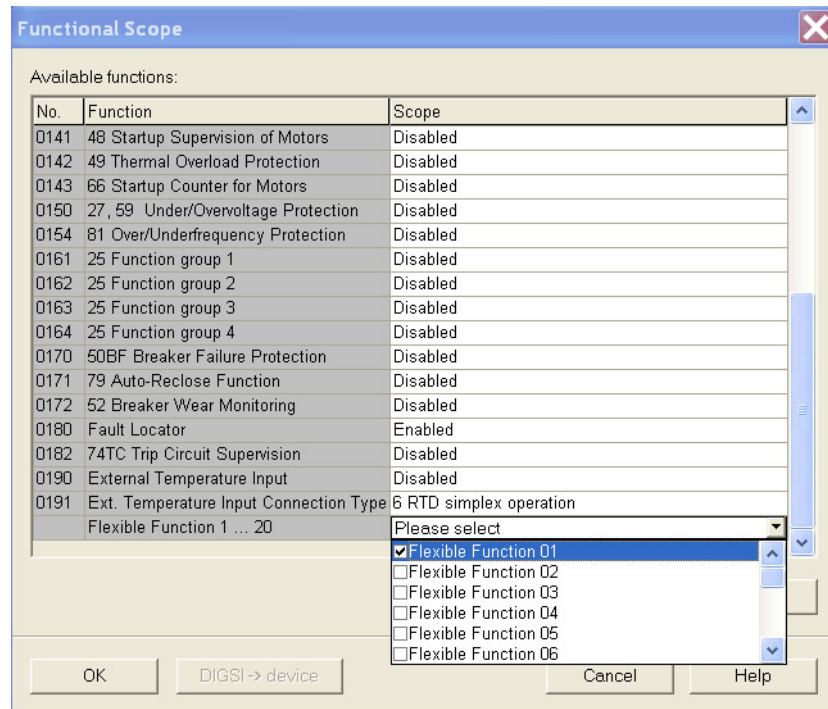 Functional Scope
Available functions:
No. Function Scope
0141 48 Startup Supervision of Motors Disabled
0142 49 Thermal Overload Protection Disabled
0143 66 Startup Counter for Motors Disabled
0150 27, 59 Under/Overvoltage Protection Disabled
0154 81 Over/Underfrequency Protection Disabled
0161 25 Function group 1 Disabled
0162 25 Function group 2 Disabled
0163 25 Function group 3 Disabled
0164 25 Function group 4 Disabled
0170 50BF Breaker Failure Protection Disabled
0171 79 Auto-Reclose Function Disabled
0172 52 Breaker Wear Monitoring Disabled
0180 Fault Locator Enabled
0182 74TC Trip Circuit Supervision Disabled
0190 External Temperature Input Disabled
0191 Ext. Temperature Input Connection Type 6 RTD simplex operation
Flexible Function 1 ... 20 Please select
Flexible Function 01
Flexible Function 02
Flexible Function 03
Flexible Function 04
Flexible Function 05
Flexible Function 06
OK DIGSI -> device Cancel Help